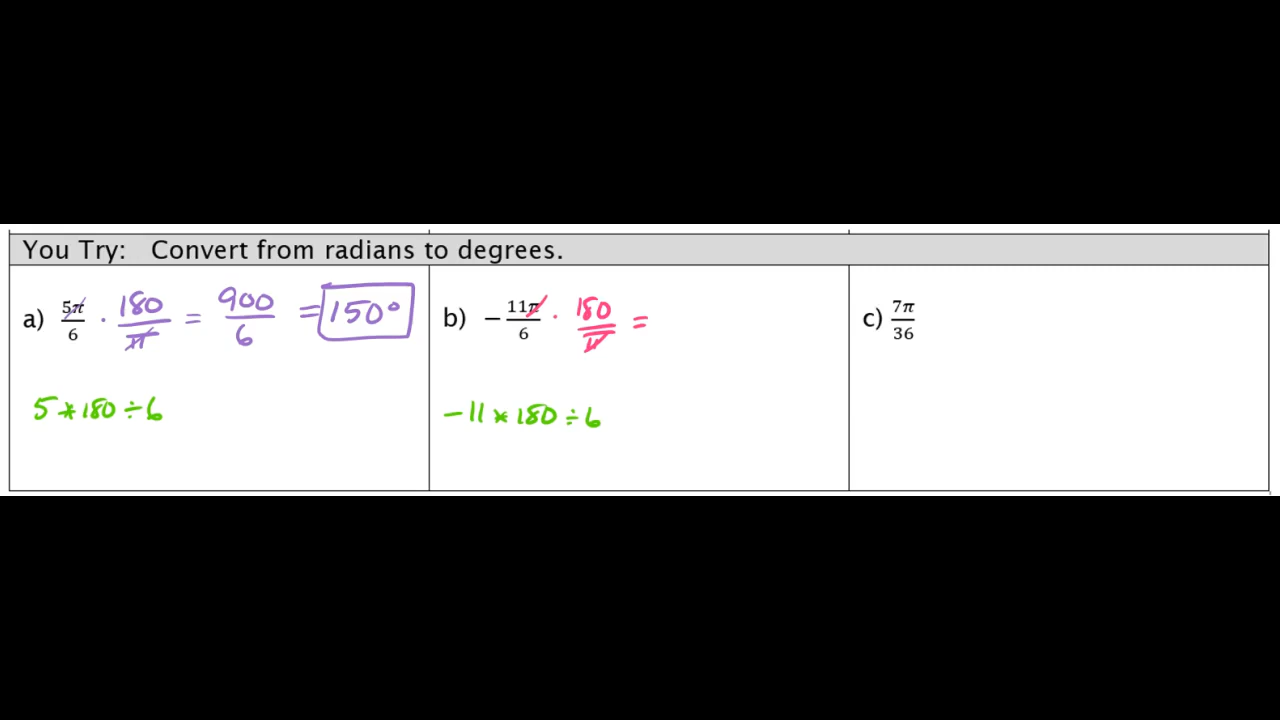 You Try: Convert from radians to degrees.
a) 5π/6 · 180/π = 900/6 = 150°
5 * 180 ÷ 6
b) −11π/6 · 180/π =
−11 * 180 ÷ 6
c) 7π/36